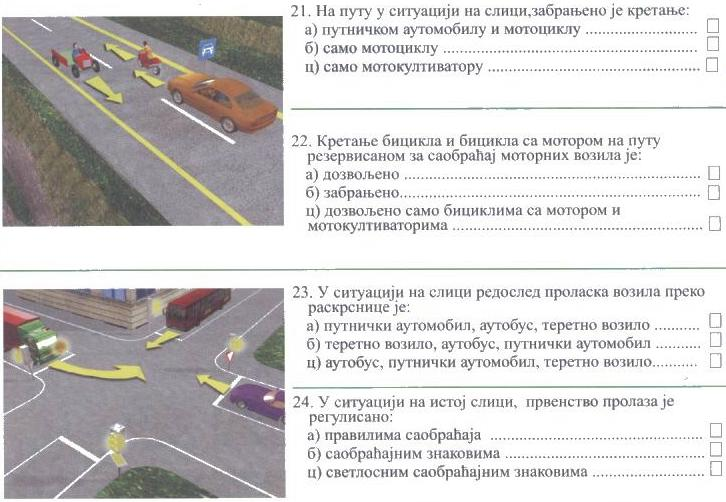 21. На путу у ситуацији на слици,забрањено је кретање:
а) путничком аутомобилу и мотоциклу ........................
б) само мотоциклу ........................
ц) само мотокултиватору ........................
22. Кретање бицикла и бицикла са мотором на путу
резервисаном за саобраћај моторних возила је:
а) дозвољено ........................
б) забрањено........................
ц) дозвољено само бициклима са мотором и
мотокултиваторима ........................
23. У ситуацији на слици редослед проласка возила преко
раскрснице је:
а) путнички аутомобил, аутобус, теретно возило ...........
б) теретно возило, аутобус, путнички аутомобил ...........
ц) аутобус, путнички аутомобил, теретно возило...........
24. У ситуацији на истој слици, првенство пролаза је
регулисано:
а) правилима саобраћаја ........................
б) саобраћајним знаковима ........................
ц) светлосним саобраћајним знаковима ........................